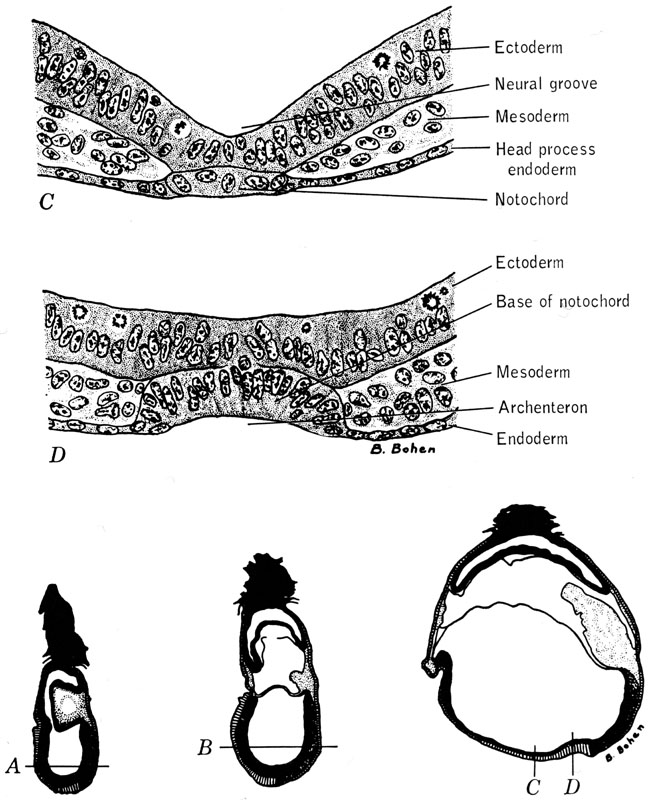 Ectoderm
Neural groove
Mesoderm
Head process
endoderm
Notochord
C
Ectoderm
Base of notochord
Mesoderm
Archenteron
Endoderm
B. Bohen
D
A
B
C
D
B. Bohen